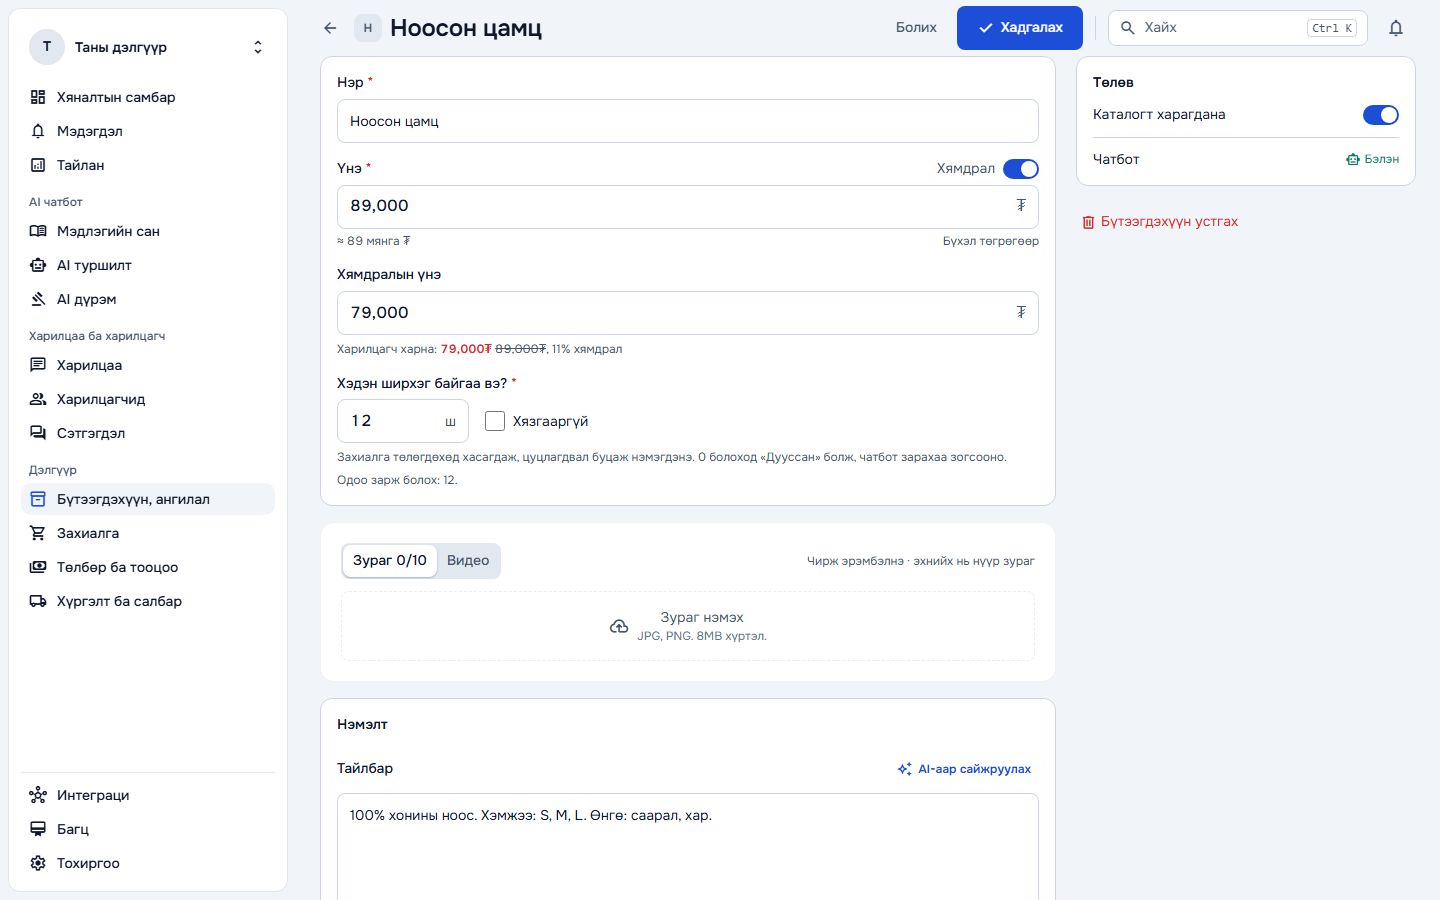 Т Таны дэлгүүр
Хяналтын самбар
Мэдэгдэл
Тайлан
AI чатбот
Мэдлэгийн сан
AI туршилт
AI дүрэм
Харилцаа ба харилцагч
Харилцаа
Харилцагчид
Сэтгэгдэл
Дэлгүүр
Бүтээгдэхүүн, ангилал
Захиалга
Төлбөр ба тооцоо
Хүргэлт ба салбар
Интеграци
Багц
Тохиргоо
Н Ноосон цамц
Болих
Хадгалах
Хайх Ctrl K
Нэр *
Ноосон цамц
Үнэ * Хямдрал
89,000 ₮
≈ 89 мянга ₮ Бүхэл төгрөгөөр
Хямдралын үнэ
79,000 ₮
Харилцагч харна: 79,000₮ 89,000₮, 11% хямдрал
Хэдэн ширхэг байгаа вэ? *
12 ш Хязгааргүй
Захиалга төлөгдөхөд хасагдаж, цуцлагдвал буцаж нэмэгдэнэ. 0 болоход «Дууссан» болж, чатбот зарахаа зогсооно.
Одоо зарж болох: 12.
Зураг 0/10 Видео Чирж эрэмбэлнэ · эхнийх нь нүүр зураг
Зураг нэмэх
JPG, PNG. 8MB хүртэл.
Нэмэлт
Тайлбар AI-аар сайжруулах
100% хонины ноос. Хэмжээ: S, M, L. Өнгө: саарал, хар.
Төлөв
Каталогт харагдана
Чатбот Бэлэн
Бүтээгдэхүүн устгах